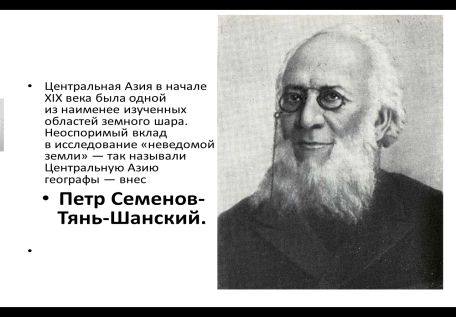 • Центральная Азия в начале
XIX века была одной
из наименее изученных
областей земного шара.
Неоспоримый вклад
в исследование «неведомой
земли» — так называли
Центральную Азию
географы — внес
• Петр Семенов-
Тянь-Шанский.
•